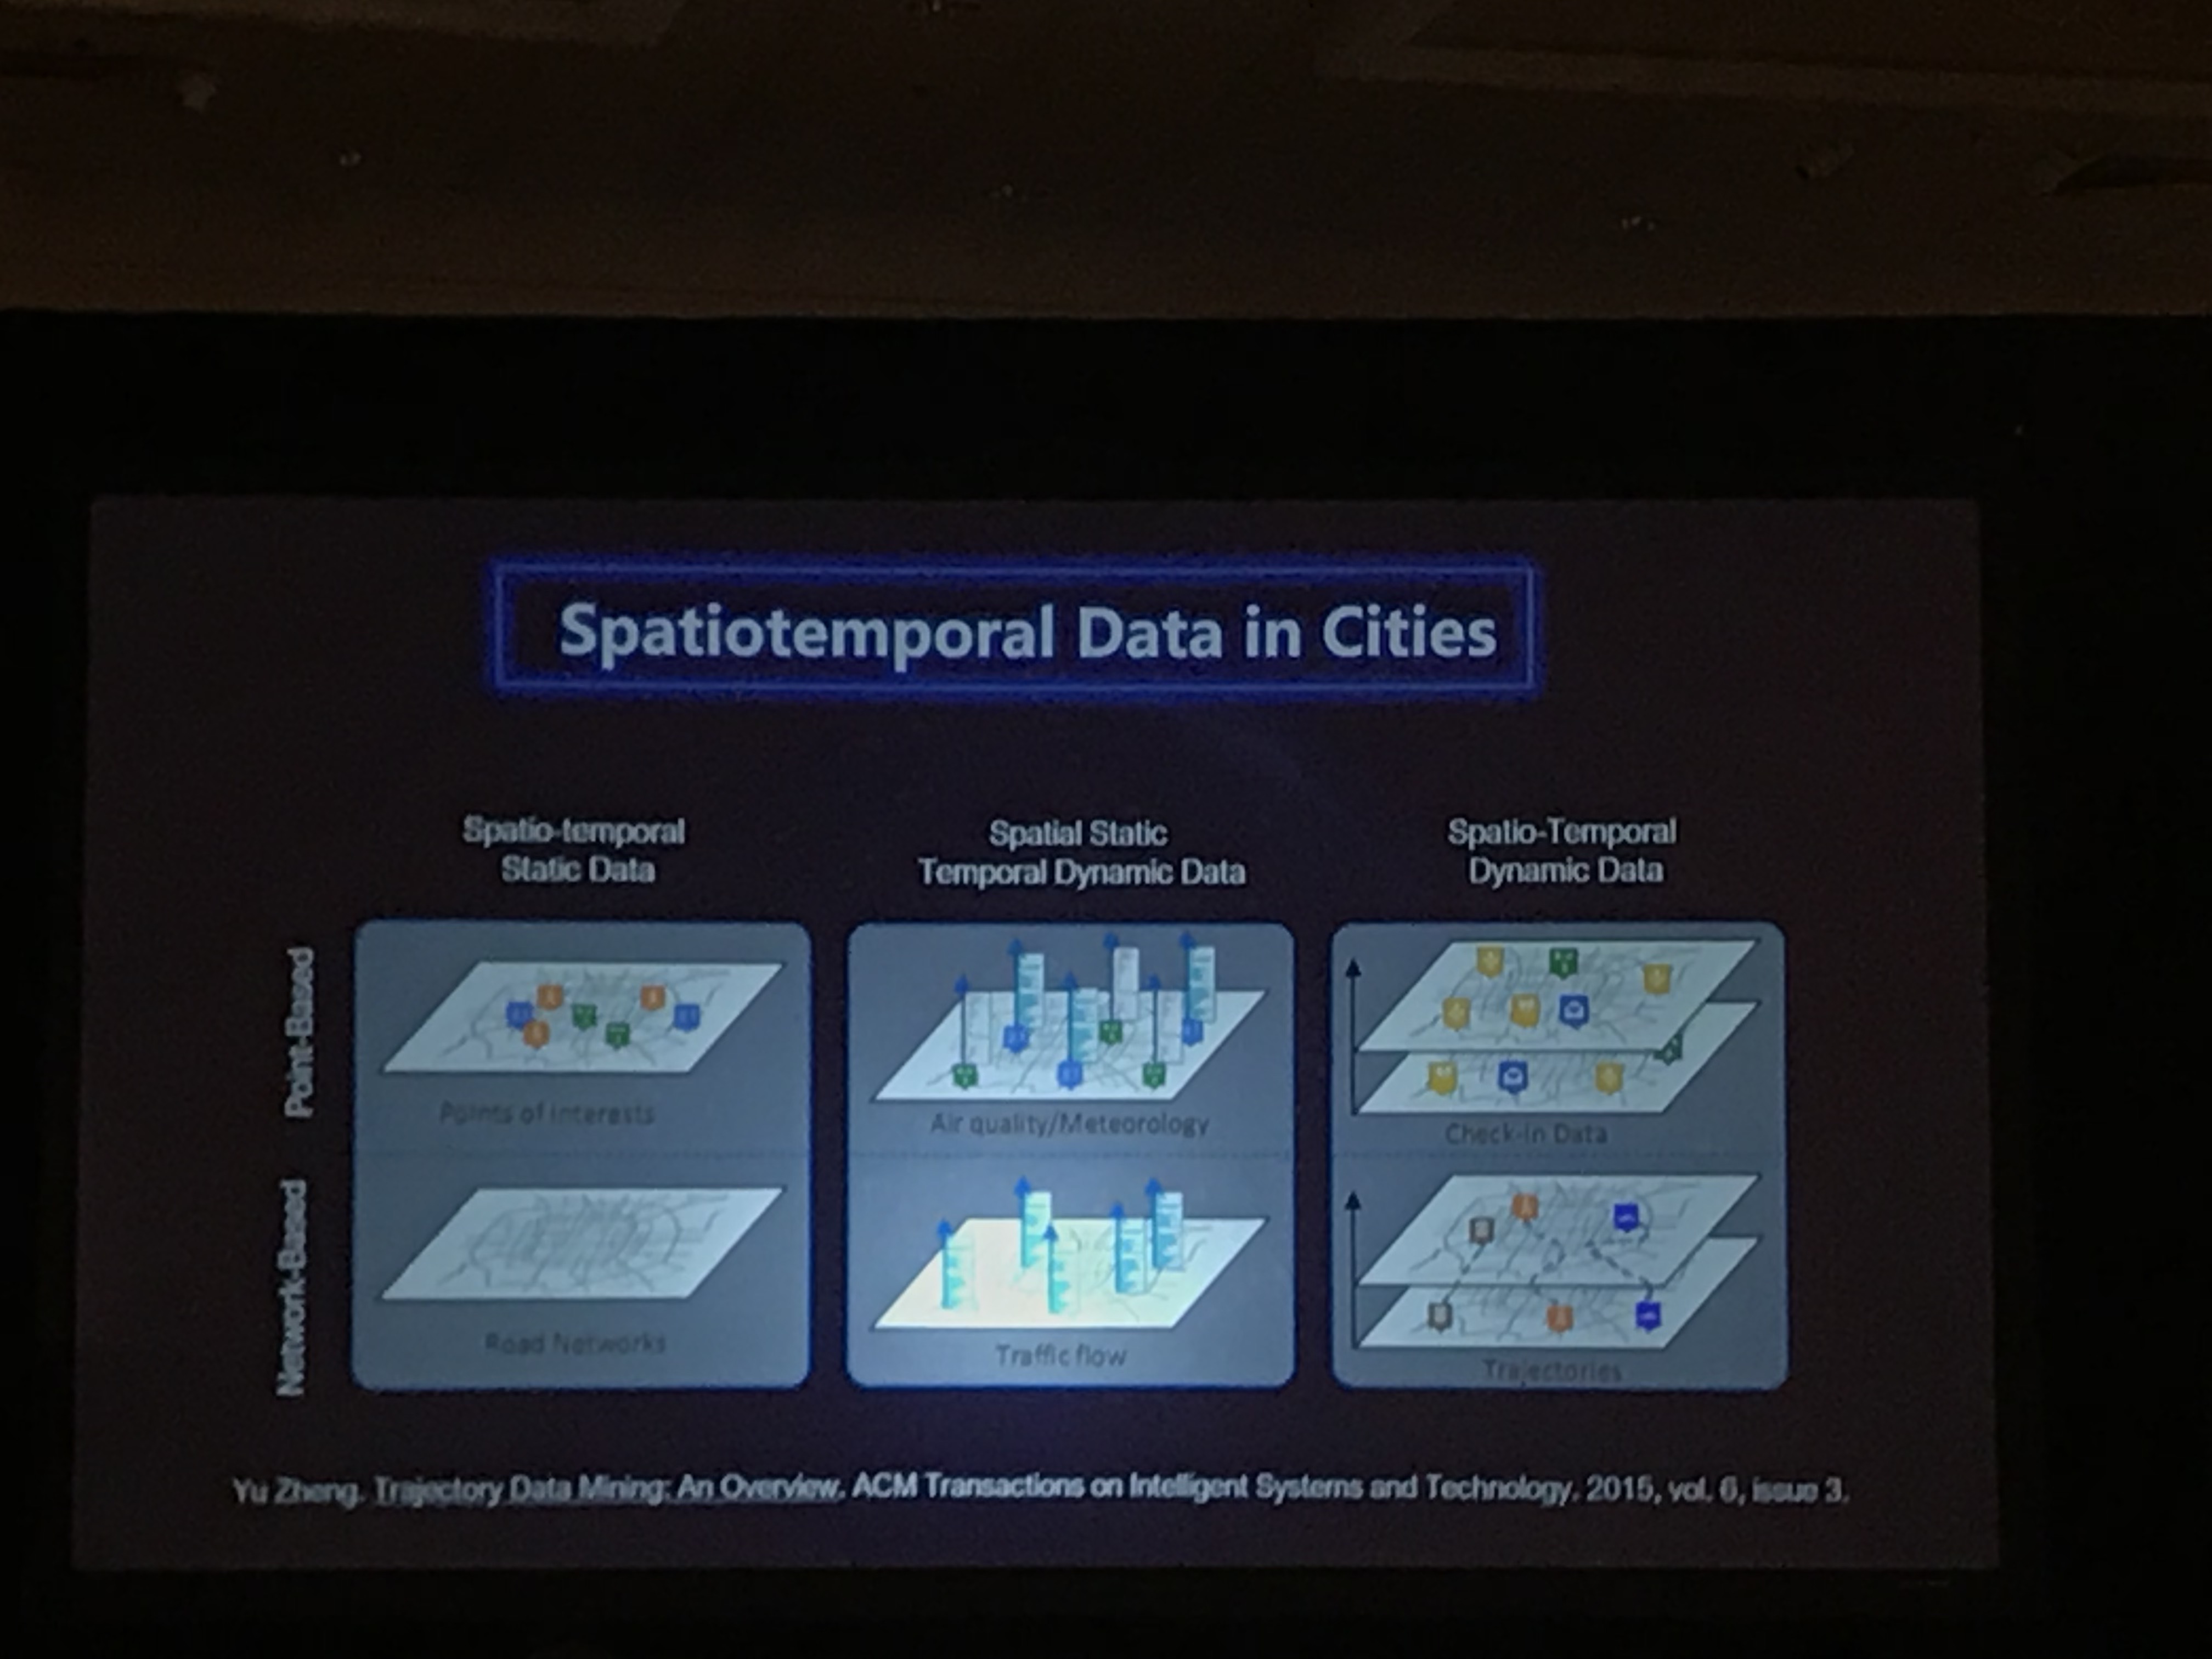 Spatiotemporal Data in Cities
Spatio-temporal
Static Data
Spatial Static
Temporal Dynamic Data
Spatio-Temporal
Dynamic Data
Point-Based
Points of Interests
Air quality/Meteorology
Check-in Data
Network-Based
Road Networks
Traffic flow
Trajectories
Yu Zheng. Trajectory Data Mining: An Overview. ACM Transactions on Intelligent Systems and Technology. 2015, vol. 6, issue 3.